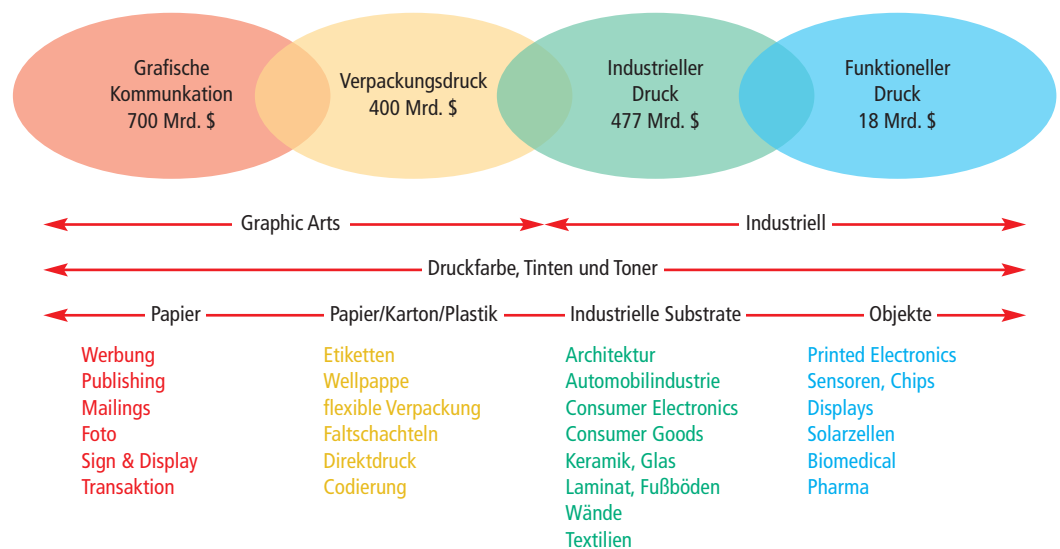 Grafische
Kommunkation
700 Mrd. $
Verpackungsdruck
400 Mrd. $
Industrieller
Druck
477 Mrd. $
Funktioneller
Druck
18 Mrd. $
Graphic Arts
Industriell
Druckfarbe, Tinten und Toner
Papier
Papier/Karton/Plastik
Industrielle Substrate
Objekte
Werbung
Publishing
Mailings
Foto
Sign & Display
Transaktion
Etiketten
Wellpappe
flexible Verpackung
Faltschachteln
Direktdruck
Codierung
Architektur
Automobilindustrie
Consumer Electronics
Consumer Goods
Keramik, Glas
Laminat, Fußböden
Wände
Textilien
Printed Electronics
Sensoren, Chips
Displays
Solarzellen
Biomedical
Pharma